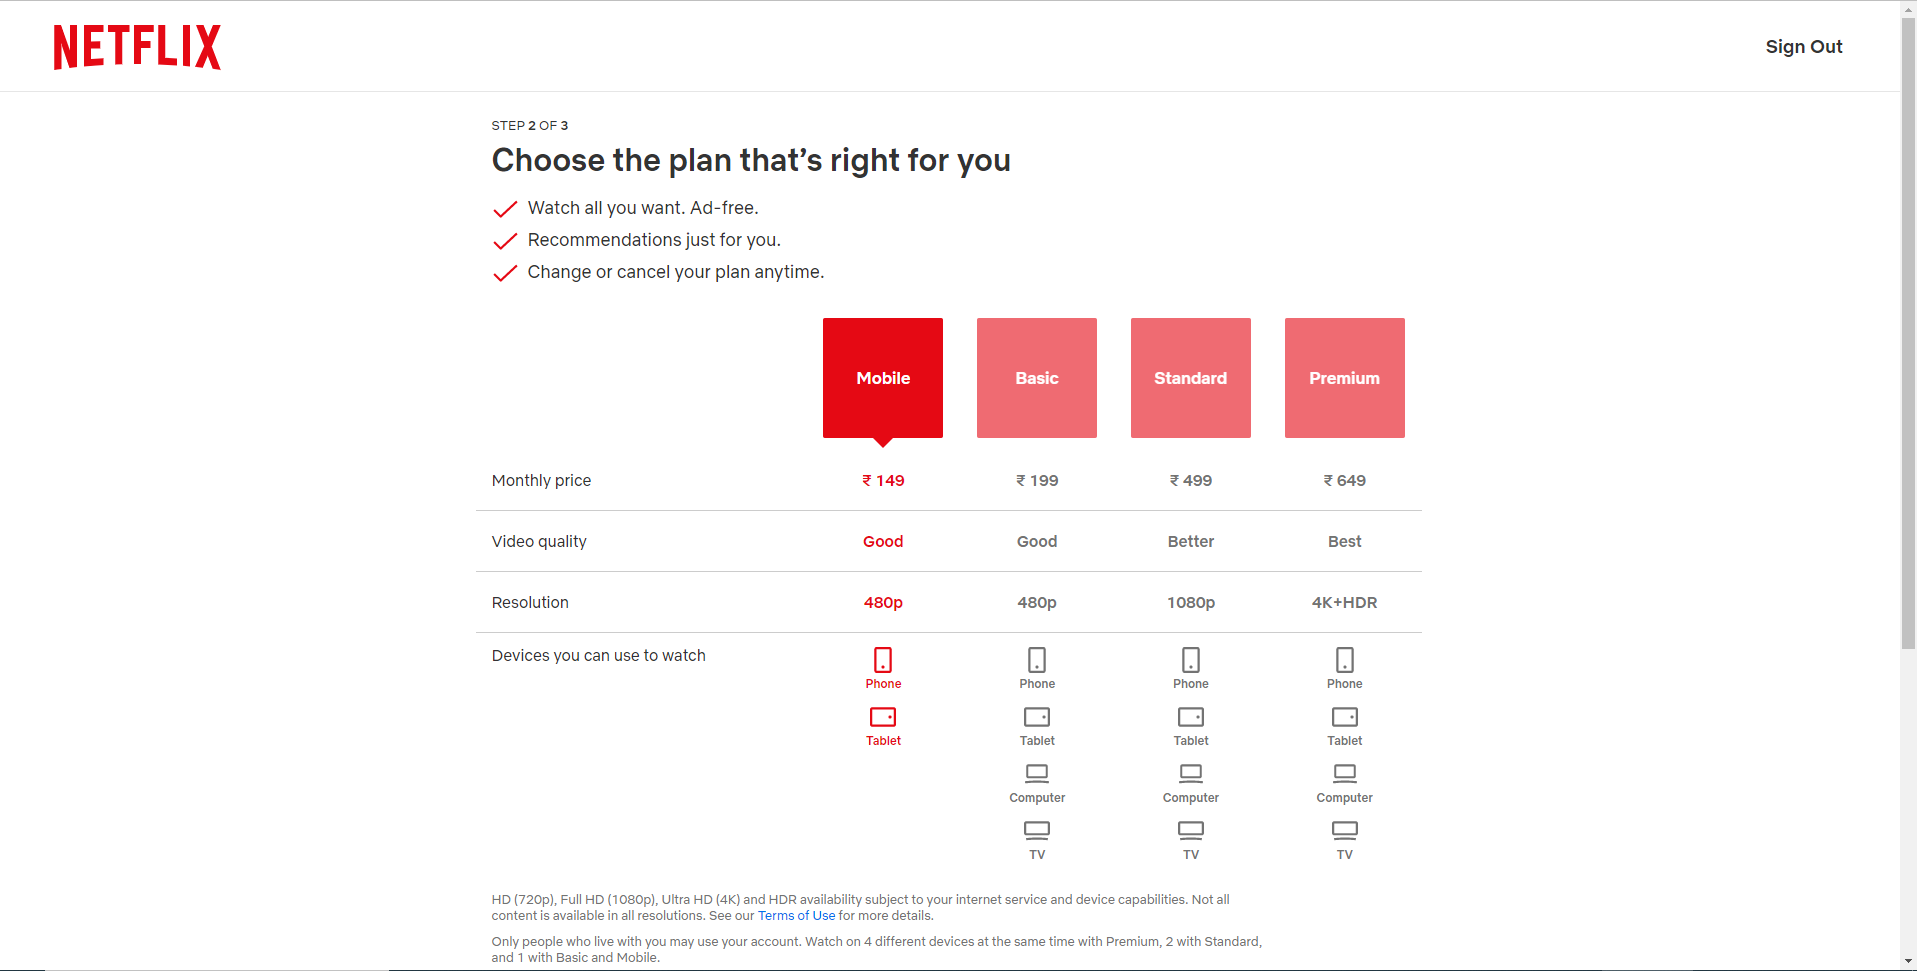 NETFLIX
Sign Out
STEP 2 OF 3
Choose the plan that’s right for you
Watch all you want. Ad-free.
Recommendations just for you.
Change or cancel your plan anytime.
Mobile Basic Standard Premium
Monthly price ₹ 149 ₹ 199 ₹ 499 ₹ 649
Video quality Good Good Better Best
Resolution 480p 480p 1080p 4K+HDR
Devices you can use to watch
Phone Phone Phone Phone
Tablet Tablet Tablet Tablet
Computer Computer Computer
TV TV TV
HD (720p), Full HD (1080p), Ultra HD (4K) and HDR availability subject to your internet service and device capabilities. Not all
content is available in all resolutions. See our Terms of Use for more details.
Only people who live with you may use your account. Watch on 4 different devices at the same time with Premium, 2 with Standard,
and 1 with Basic and Mobile.